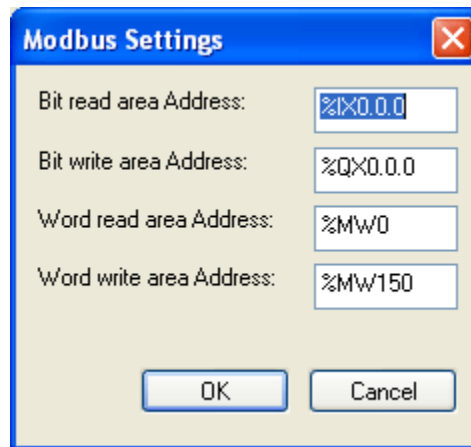 Modbus Settings
Bit read area Address: %IX0.0.0
Bit write area Address: %QX0.0.0
Word read area Address: %MW0
Word write area Address: %MW150
OK Cancel